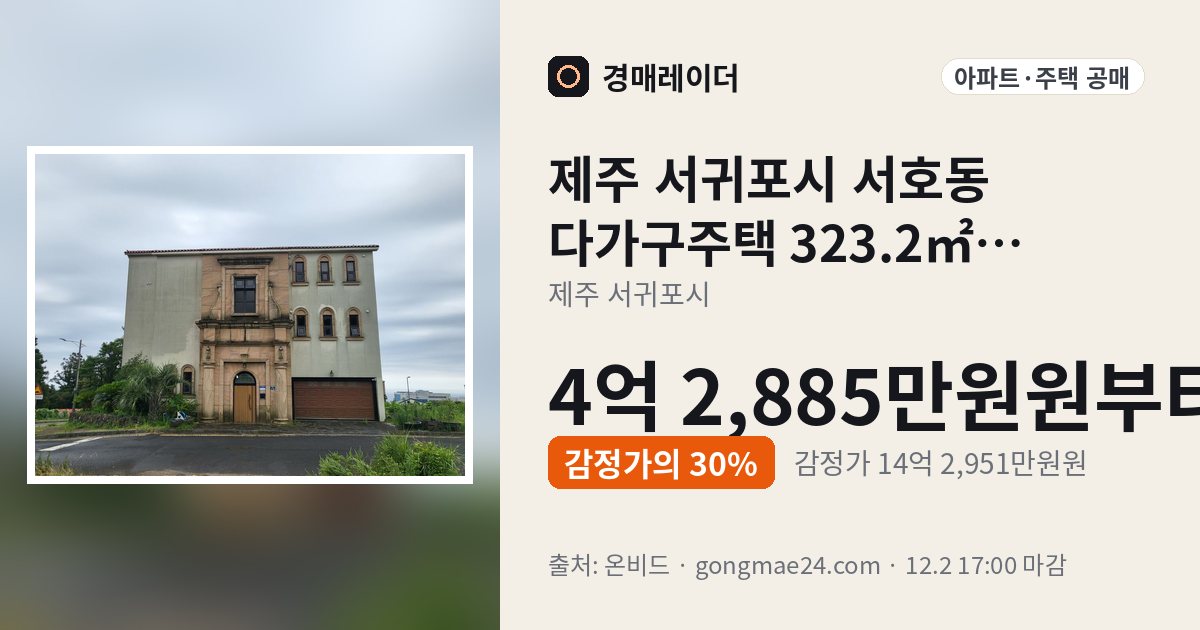 경매레이더
아파트·주택 공매
제주 서귀포시 서호동
다가구주택 323.2㎡…
제주 서귀포시
4억 2,885만원원부터
감정가의 30%
감정가 14억 2,951만원원
출처: 온비드 · gongmae24.com · 12.2 17:00 마감